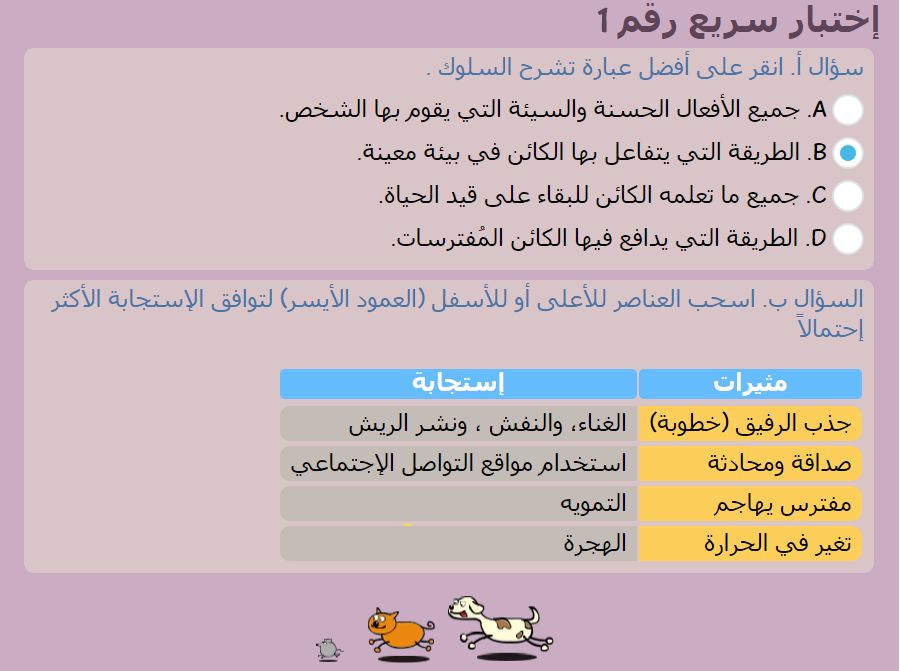 إختبار سريع رقم 1
سؤال أ. انقر على أفضل عبارة تشرح السلوك .
A. جميع الأفعال الحسنة والسيئة التي يقوم بها الشخص.
B. الطريقة التي يتفاعل بها الكائن في بيئة معينة.
C. جميع ما تعلمه الكائن للبقاء على قيد الحياة.
D. الطريقة التي يدافع فيها الكائن المُفترسات.
السؤال ب. اسحب العناصر للأعلى أو للأسفل (العمود الأيسر) لتوافق الإستجابة الأكثر
إحتمالاً
مثيرات إستجابة
جذب الرفيق (خطوبة) الغناء، والنفش ، ونشر الريش
صداقة ومحادثة استخدام مواقع التواصل الإجتماعي
مفترس يهاجم التمويه
تغير في الحرارة الهجرة